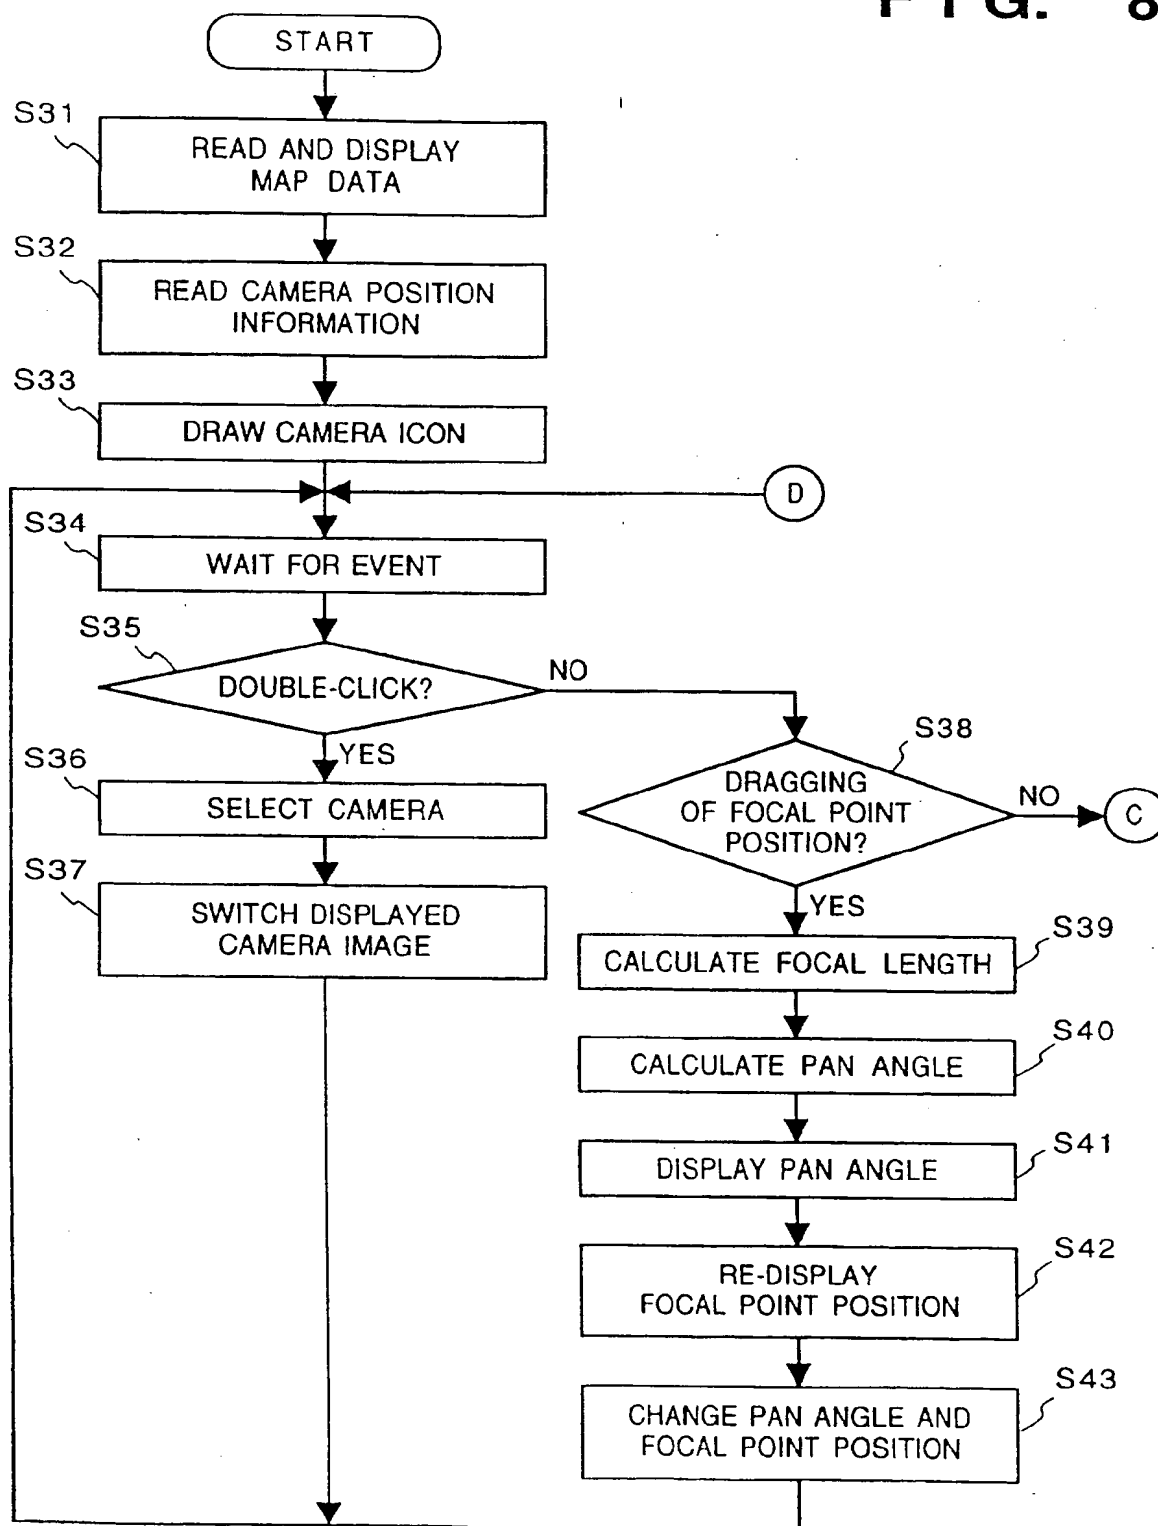 FIG. 8
START
S31
READ AND DISPLAY
MAP DATA
S32
READ CAMERA POSITION
INFORMATION
S33
DRAW CAMERA ICON
D
S34
WAIT FOR EVENT
S35
DOUBLE-CLICK?
NO
YES
S36
SELECT CAMERA
S37
SWITCH DISPLAYED
CAMERA IMAGE
S38
DRAGGING
OF FOCAL POINT
POSITION?
NO
C
YES
S39
CALCULATE FOCAL LENGTH
S40
CALCULATE PAN ANGLE
S41
DISPLAY PAN ANGLE
S42
RE-DISPLAY
FOCAL POINT POSITION
S43
CHANGE PAN ANGLE AND
FOCAL POINT POSITION